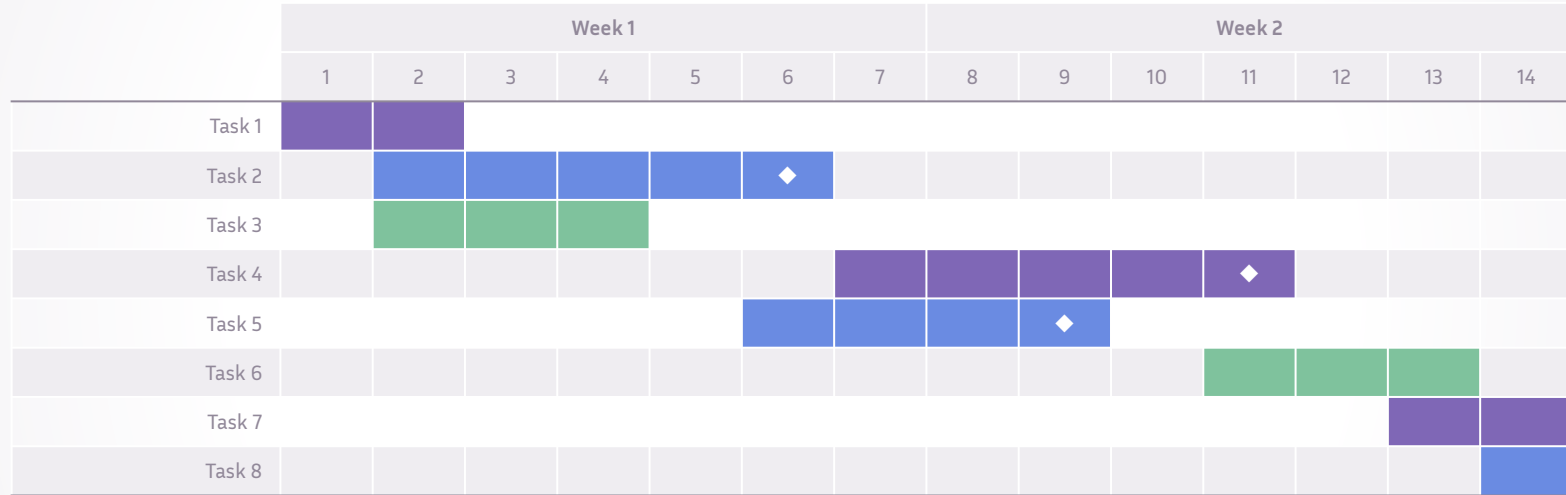 Week 1 Week 2
1 2 3 4 5 6 7 8 9 10 11 12 13 14
Task 1
Task 2
Task 3
Task 4
Task 5
Task 6
Task 7
Task 8